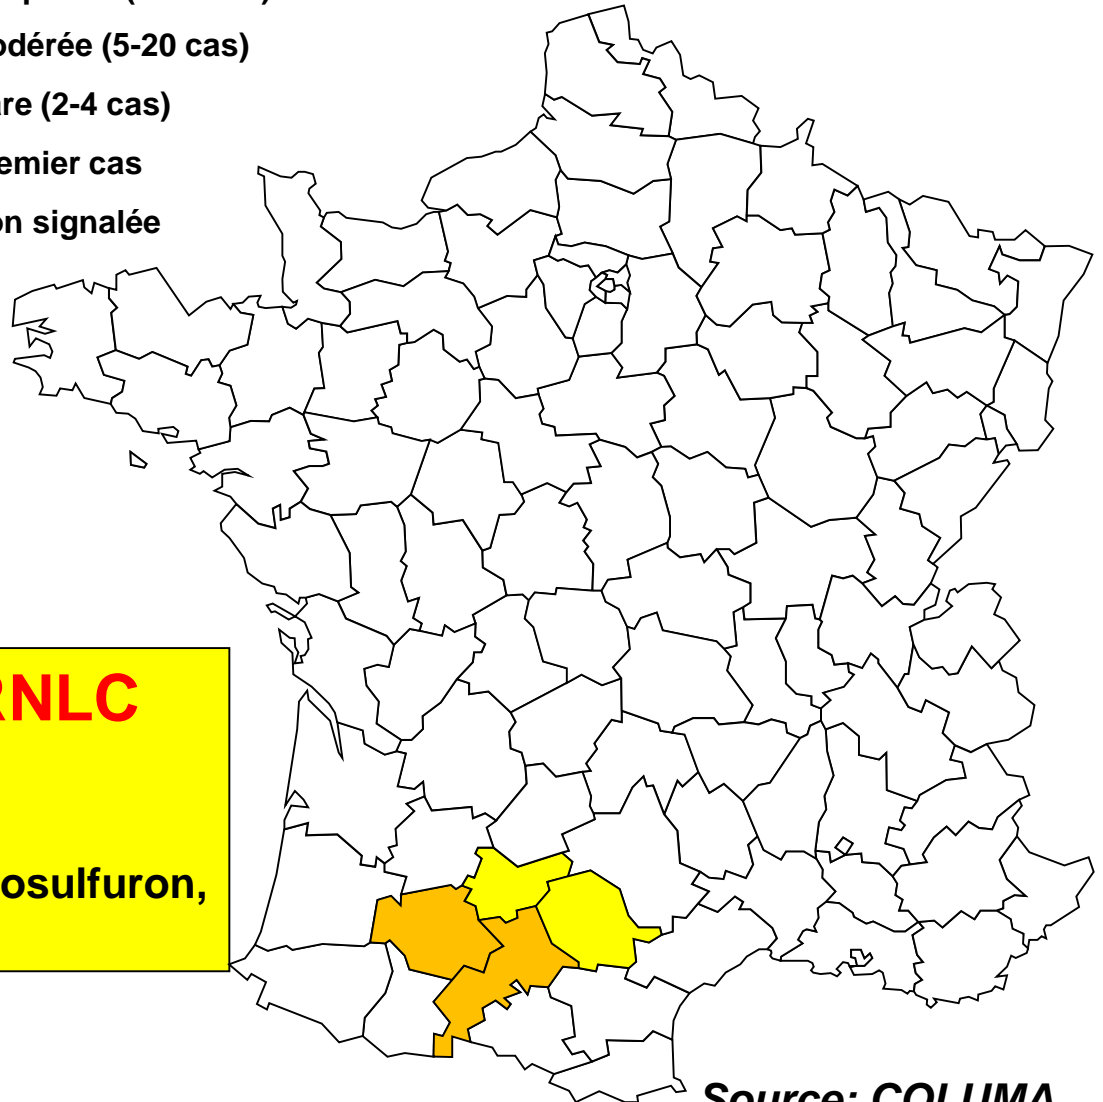 odérée (5-20 cas)
are (2-4 cas)
emier cas
on signalée
RNLC
osulfuron,
Source: COLUMA